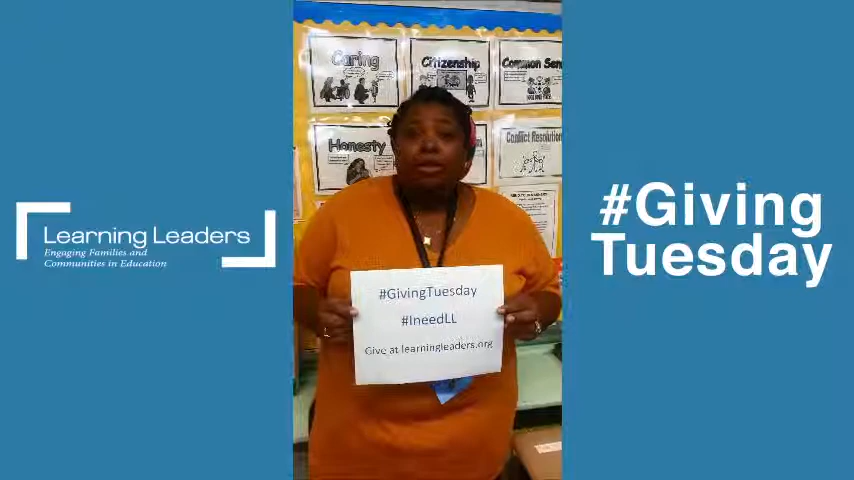 Caring
Citizenship
Common Sen
Honesty
Conflict Resolution
Learning Leaders
Engaging Families and
Communities in Education
#Giving
Tuesday
#GivingTuesday
#IneedLL
Give at learningleaders.org